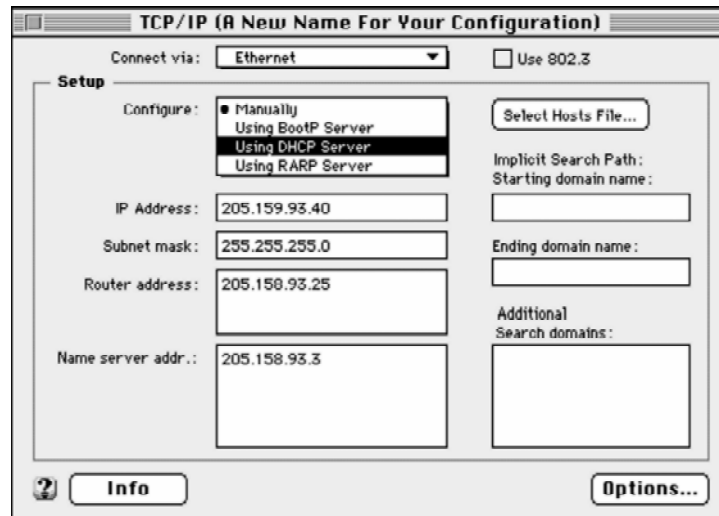 TCP/IP (A New Name For Your Configuration)
Connect via: Ethernet
Use 802.3
Setup
Configure: Manually
Using BootP Server
Using DHCP Server
Using RARP Server
Select Hosts File...
Implicit Search Path:
Starting domain name:
IP Address: 205.159.93.40
Subnet mask: 255.255.255.0
Ending domain name:
Router address: 205.158.93.25
Additional
Search domains:
Name server addr.: 205.158.93.3
? Info
Options...